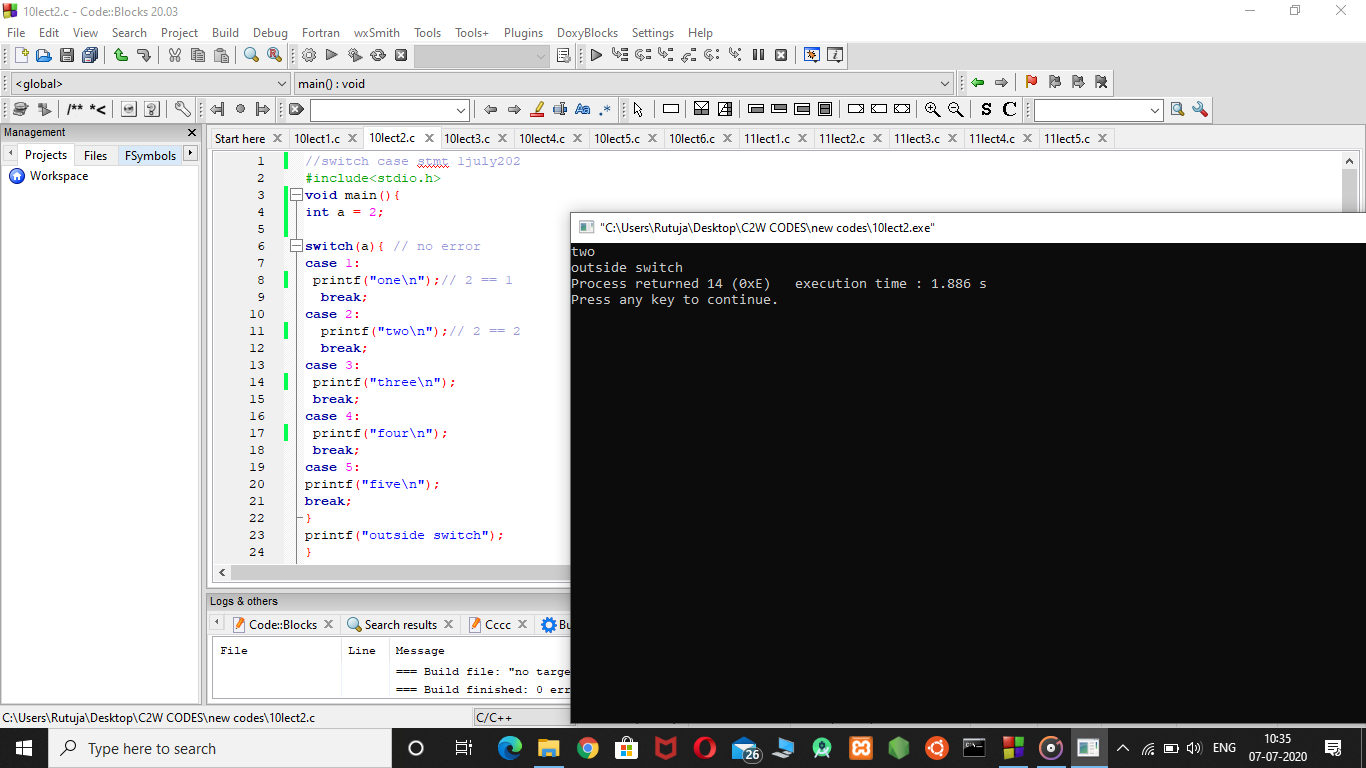 10lect2.c - Code::Blocks 20.03
File Edit View Search Project Build Debug Fortran wxSmith Tools Tools+ Plugins DoxyBlocks Settings Help
<global> main() : void
/** *< Aa .* S C
Management
Projects Files FSymbols
Workspace
Start here 10lect1.c 10lect2.c 10lect3.c 10lect4.c 10lect5.c 10lect6.c 11lect1.c 11lect2.c 11lect3.c 11lect4.c 11lect5.c
1 //switch case stmt 1july202
2 #include<stdio.h>
3 void main(){
4 int a = 2;
5
6 switch(a){ // no error
7 case 1:
8 printf("one\n");// 2 == 1
9 break;
10 case 2:
11 printf("two\n");// 2 == 2
12 break;
13 case 3:
14 printf("three\n");
15 break;
16 case 4:
17 printf("four\n");
18 break;
19 case 5:
20 printf("five\n");
21 break;
22 }
23 printf("outside switch");
24 }
"C:\Users\Rutuja\Desktop\C2W CODES\new codes\10lect2.exe"
two
outside switch
Process returned 14 (0xE) execution time : 1.886 s
Press any key to continue.
Logs & others
Code::Blocks Search results Cccc Bu
File Line Message
=== Build file: "no targe
=== Build finished: 0 err
C:\Users\Rutuja\Desktop\C2W CODES\new codes\10lect2.c C/C++
Type here to search
26
ENG
10:35
07-07-2020